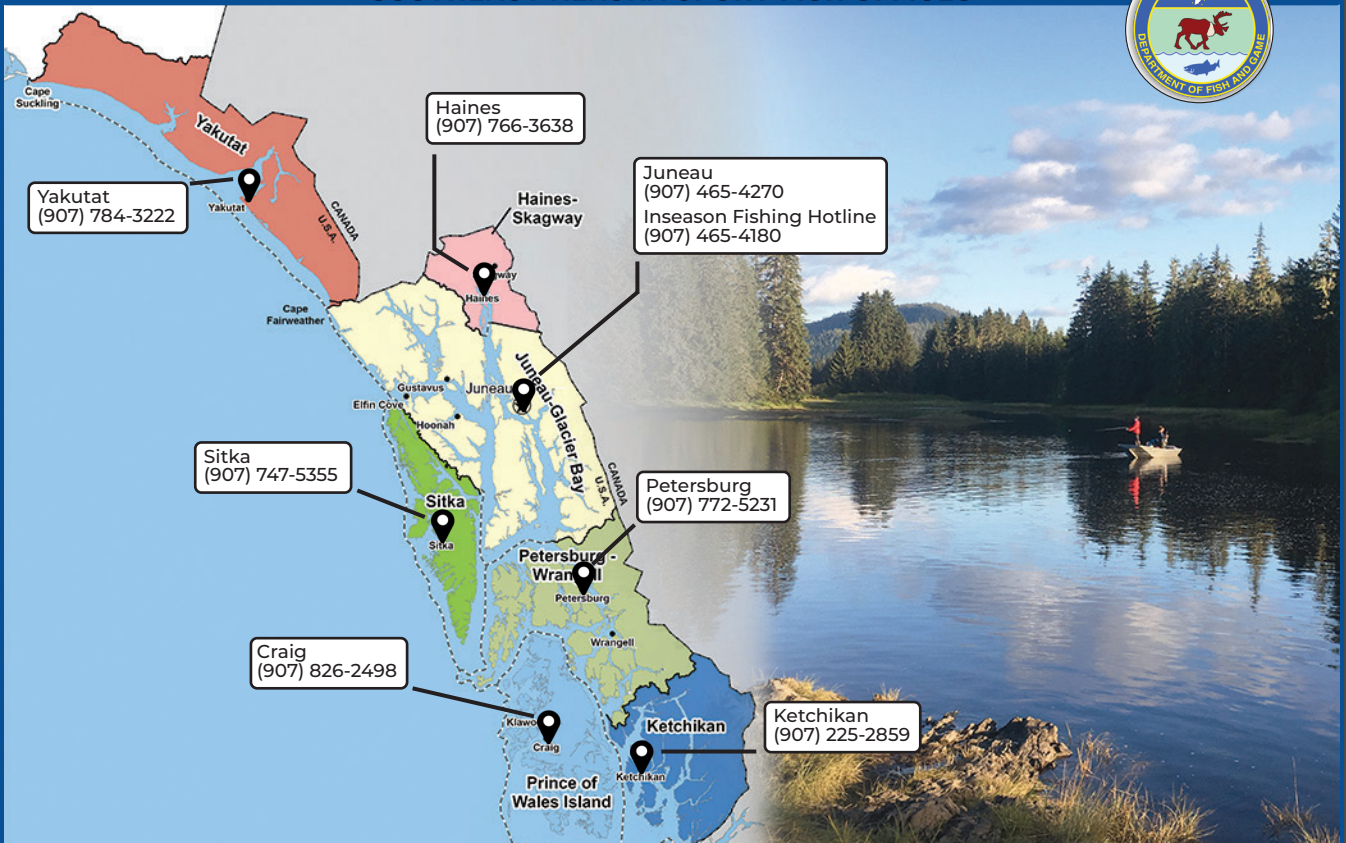 DEPARTMENT OF FISH AND GAME
Cape
Suckling
Yakutat
Haines
(907) 766-3638
Juneau
(907) 465-4270
Inseason Fishing Hotline
(907) 465-4180
Yakutat
(907) 784-3222
Yakutat
CANADA
U.S.A.
Haines-
Skagway
way
Haines
Cape
Fairweather
Juneau-Glacier Bay
Gustavus
Juneau
Elfin Cove
Hoonah
Sitka
(907) 747-5355
CANADA
U.S.A.
Petersburg
(907) 772-5231
Sitka
Sitka
Petersburg -
Petersburg
Wrangell
Craig
(907) 826-2498
Craig
Ketchikan
Ketchikan
(907) 225-2859
Ketchikan
Prince of
Wales Island